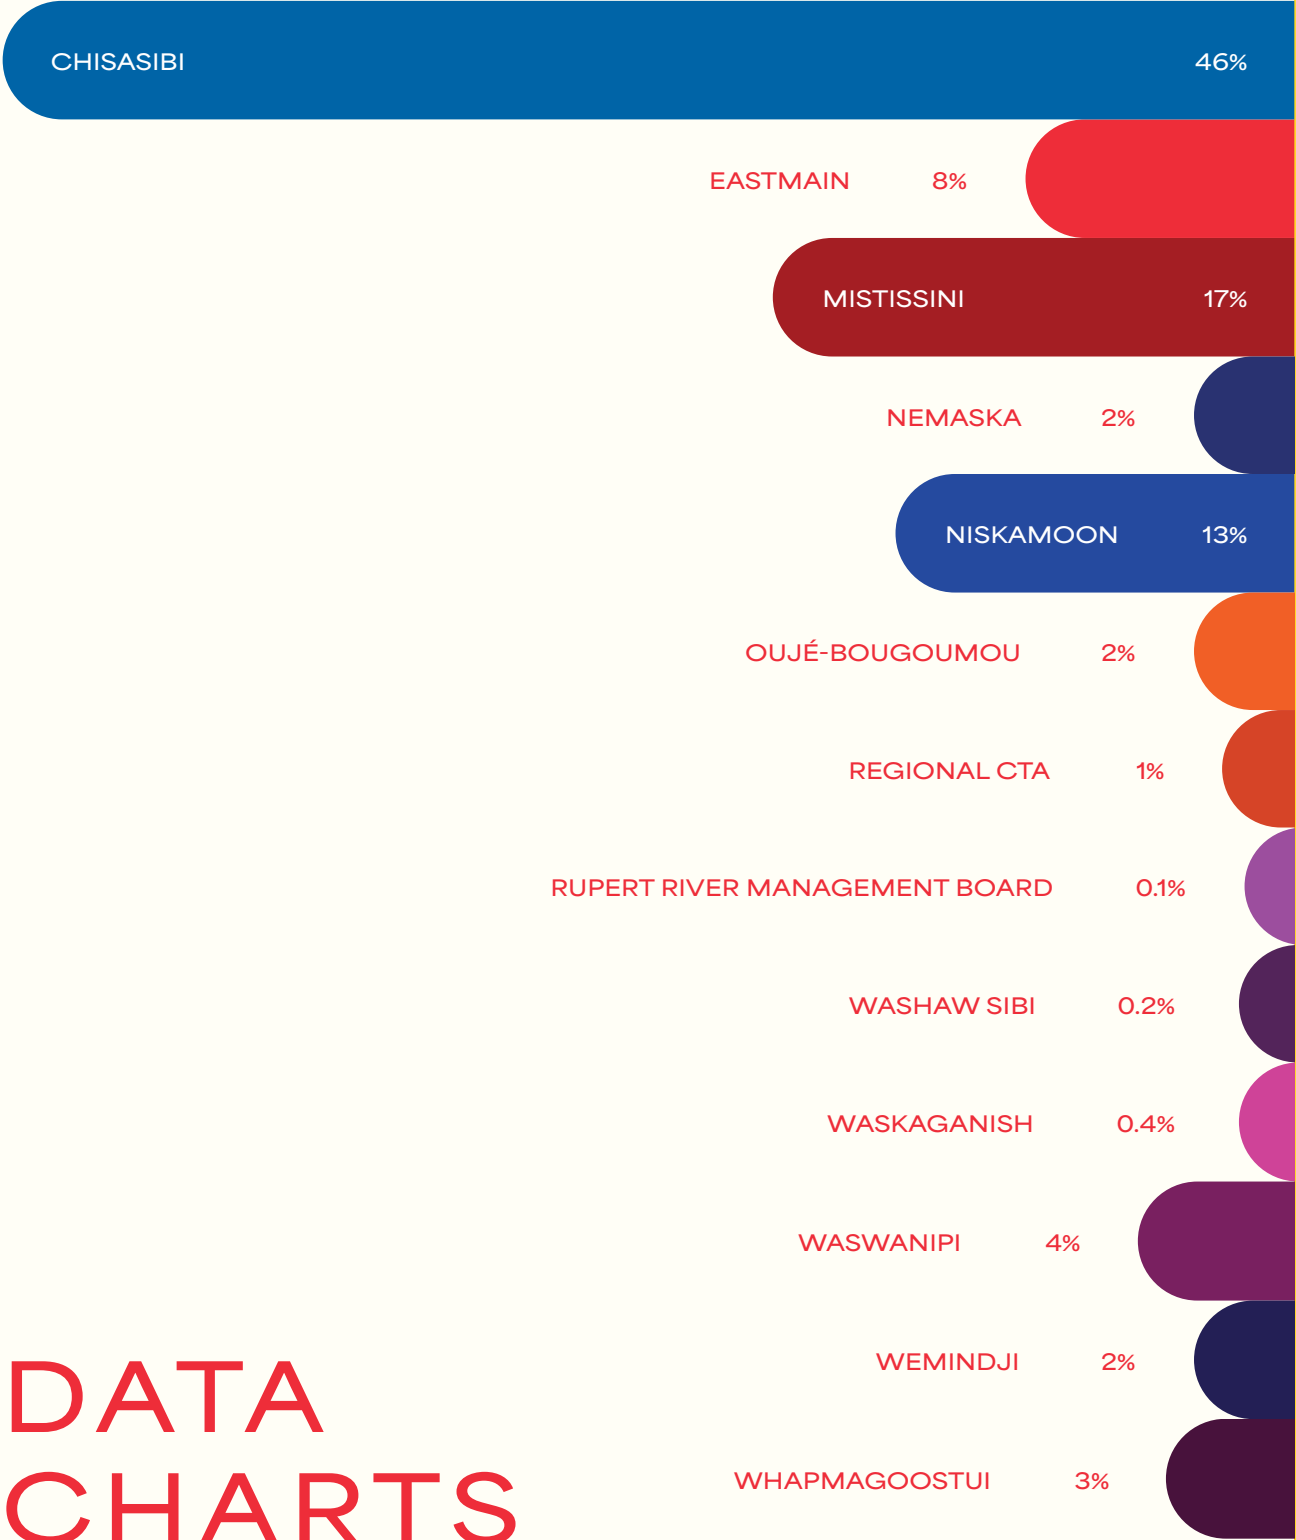 CHISASIBI 46%
EASTMAIN 8%
MISTISSINI 17%
NEMASKA 2%
NISKAMOON 13%
OUJÉ-BOUGOUMOU 2%
REGIONAL CTA 1%
RUPERT RIVER MANAGEMENT BOARD 0.1%
WASHAW SIBI 0.2%
WASKAGANISH 0.4%
WASWANIPI 4%
WEMINDJI 2%
WHAPMAGOOSTUI 3%
DATA
CHARTS